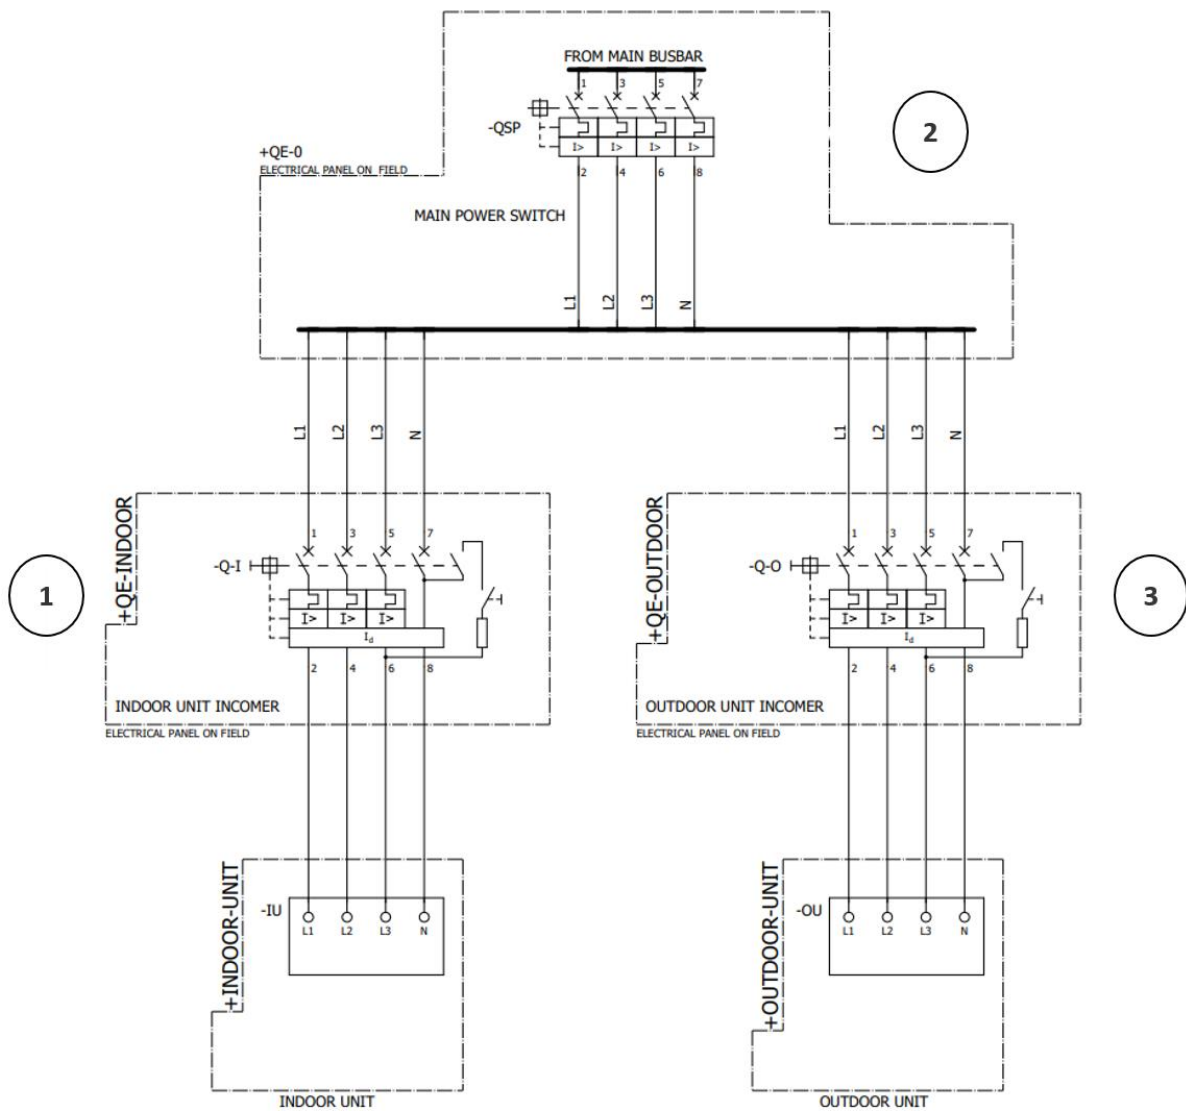 FROM MAIN BUSBAR
1 3 5 7
-QSP
I> I> I> I>
2 4 6 8
2
+QE-0
ELECTRICAL PANEL ON FIELD
MAIN POWER SWITCH
L1 L2 L3 N
L1 L2 L3 N
L1 L2 L3 N
+QE-INDOOR
1 3 5 7
-Q-I
I> I> I>
Id
2 4 6 8
INDOOR UNIT INCOMER
ELECTRICAL PANEL ON FIELD
1
+QE-OUTDOOR
1 3 5 7
-Q-O
I> I> I>
Id
2 4 6 8
OUTDOOR UNIT INCOMER
ELECTRICAL PANEL ON FIELD
3
+INDOOR-UNIT
-IU
L1 L2 L3 N
INDOOR UNIT
+OUTDOOR-UNIT
-OU
L1 L2 L3 N
OUTDOOR UNIT